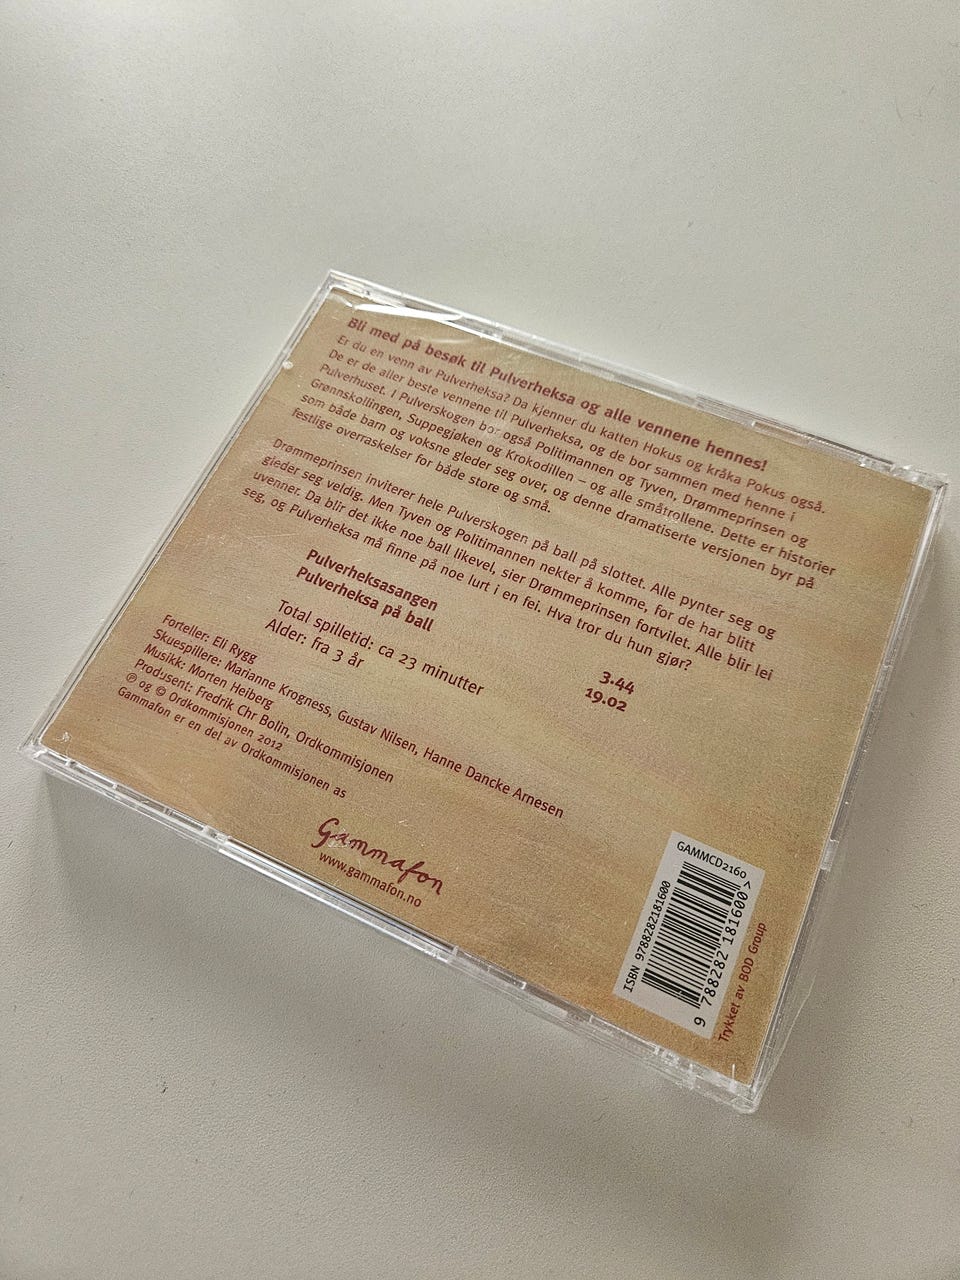 Bli med på besøk til Pulverheksa og alle vennene hennes!
Er du en venn av Pulverheksa? Da kjenner du katten Hokus og kråka Pokus også.
De er de aller beste vennene til Pulverheksa, og de bor sammen med henne i
Pulverhuset. I Pulverskogen bor også Politimannen og Tyven, Drømmeprinsen og
Grønnskollingen, Suppegjøken og Krokodillen – og alle småtrollene. Dette er historier
som både barn og voksne gleder seg over, og denne dramatiserte versjonen byr på
festlige overraskelser for både store og små.
Drømmeprinsen inviterer hele Pulverskogen på ball på slottet. Alle pynter seg og
gleder seg veldig. Men Tyven og Politimannen nekter å komme, for de har blitt
uvenner. Da blir det ikke noe ball likevel, sier Drømmeprinsen fortvilet. Alle blir lei
seg, og Pulverheksa må finne på noe lurt i en fei. Hva tror du hun gjør?
Pulverheksasangen 3.44
Pulverheksa på ball 19.02
Total spilletid: ca 23 minutter
Alder: fra 3 år
Forteller: Eli Rygg
Skuespillere: Marianne Krogness, Gustav Nilsen, Hanne Dancke Arnesen
Musikk: Morten Heiberg
Produsent: Fredrik Chr Bolin, Ordkommisjonen
℗ og © Ordkommisjonen 2012
Gammafon er en del av Ordkommisjonen as
Gammafon
www.gammafon.no
GAMMCD2160
ISBN 9788282181600
9 788282 181600 >
Trykket av BOD Group